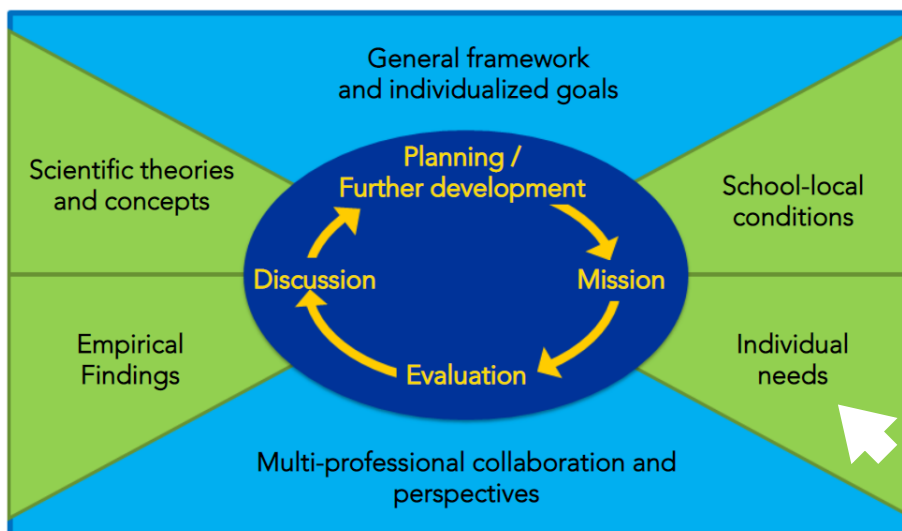 General framework
and individualized goals
Scientific theories
and concepts
Planning /
Further development
School-local
conditions
Discussion
Mission
Empirical
Findings
Evaluation
Individual
needs
Multi-professional collaboration and
perspectives